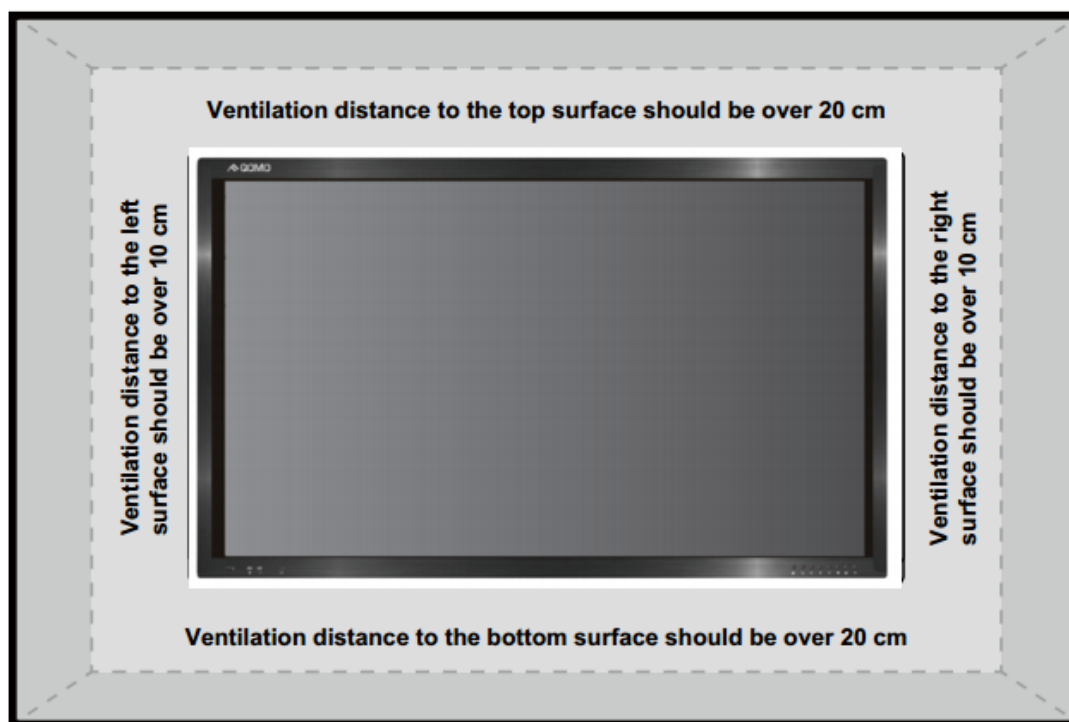 Ventilation distance to the top surface should be over 20 cm
QOMO
Ventilation distance to the left
surface should be over 10 cm
Ventilation distance to the right
surface should be over 10 cm
Ventilation distance to the bottom surface should be over 20 cm